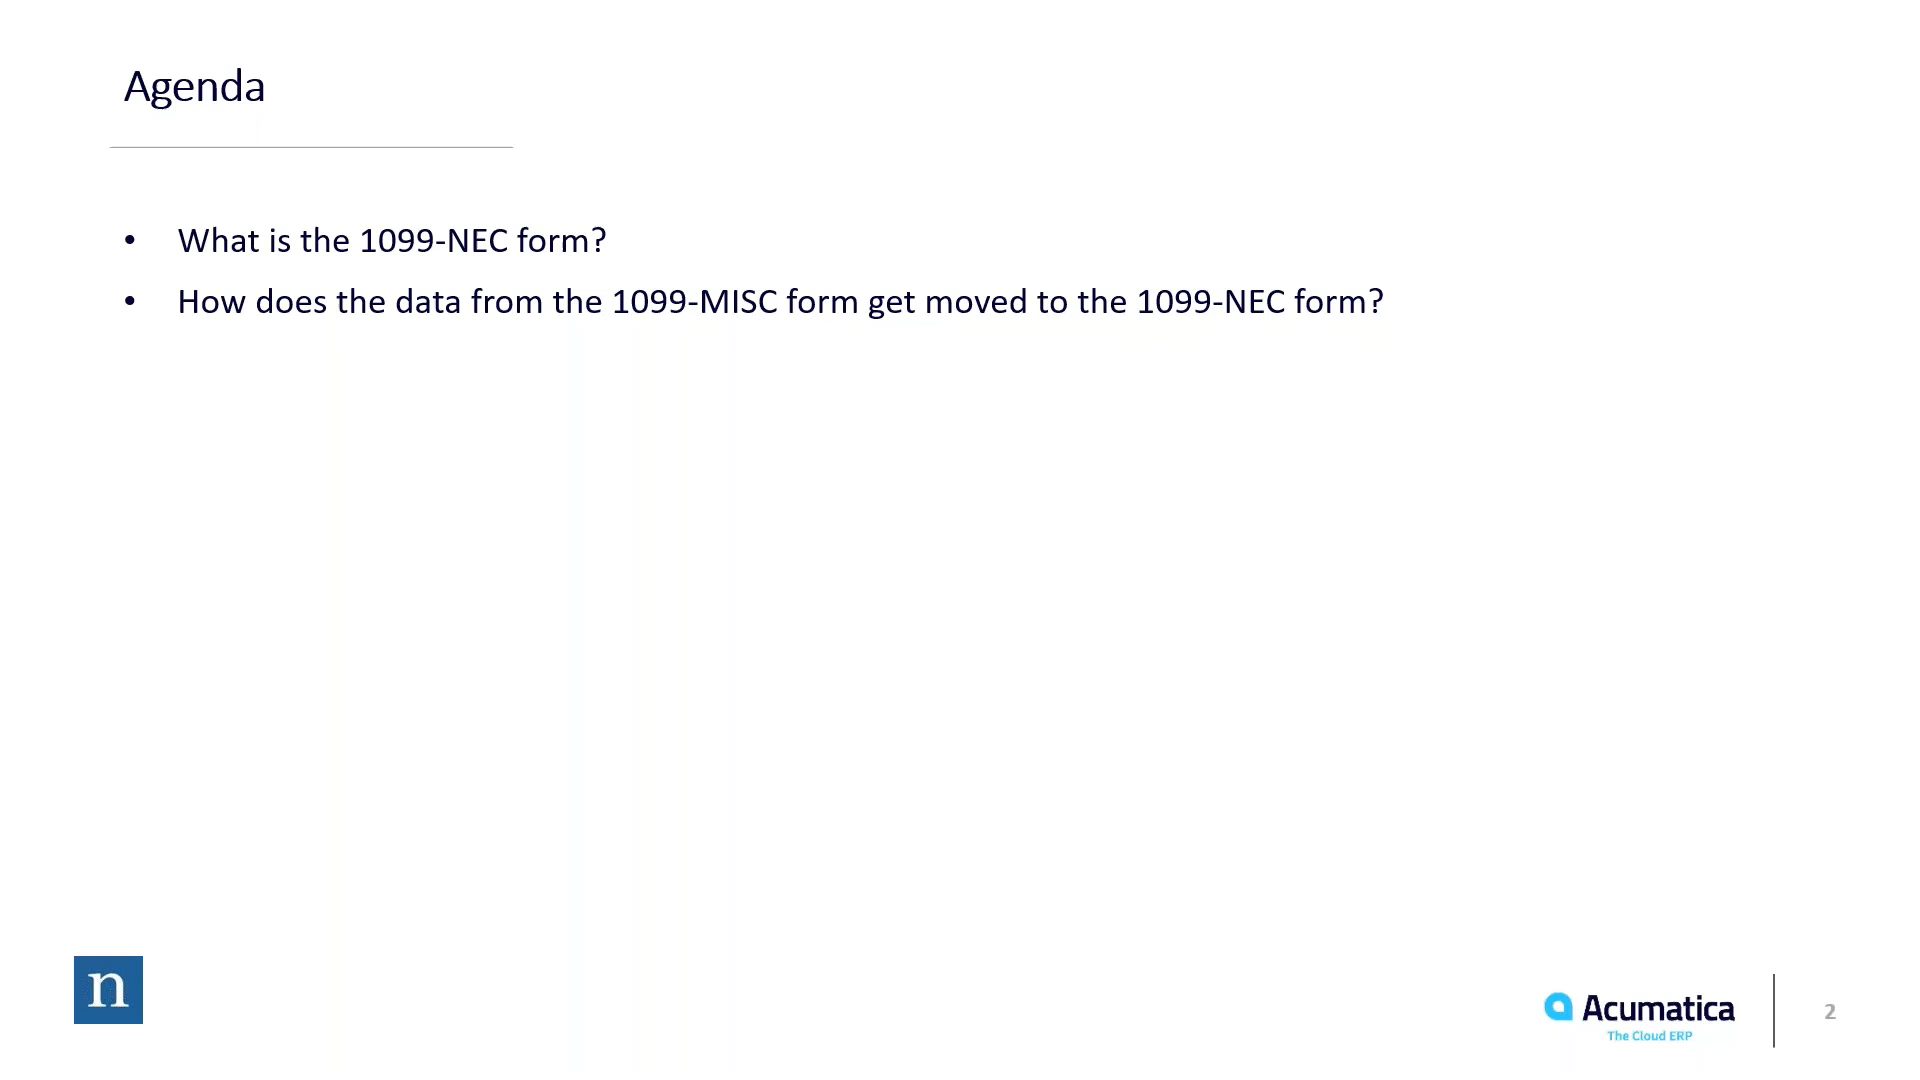 Agenda
• What is the 1099-NEC form?
• How does the data from the 1099-MISC form get moved to the 1099-NEC form?
n
Acumatica
The Cloud ERP
2